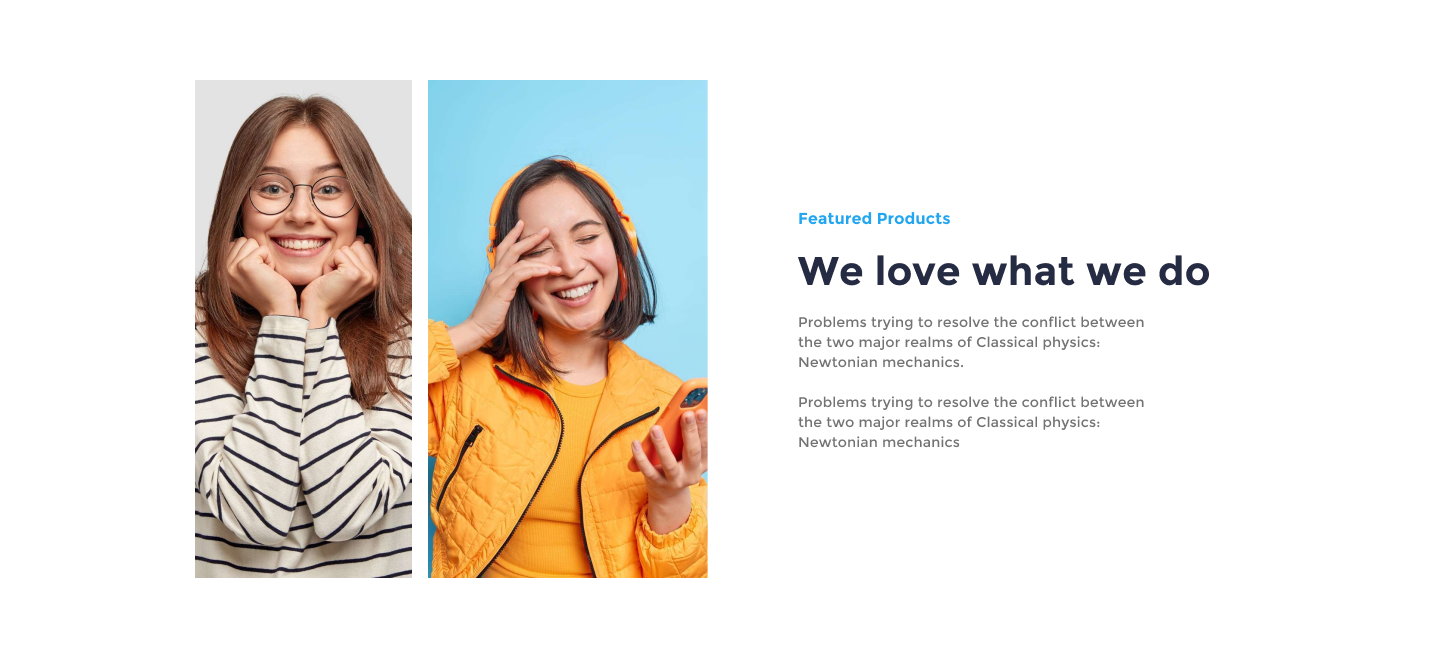 Featured Products
We love what we do
Problems trying to resolve the conflict between
the two major realms of Classical physics:
Newtonian mechanics.
Problems trying to resolve the conflict between
the two major realms of Classical physics:
Newtonian mechanics